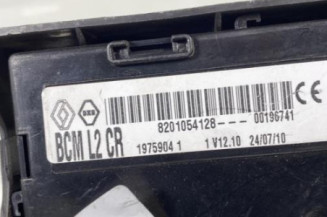 CE
8201054128--- 00196741
BCM L2 CR
1975904 1 1 V12.10 24/07/10